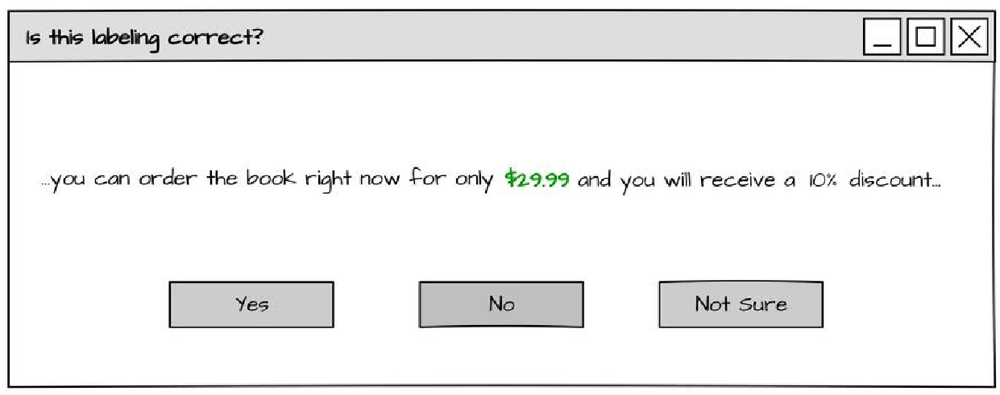 Is this labeling correct?
...you can order the book right now for only $29.99 and you will receive a 10% discount...
Yes No Not Sure